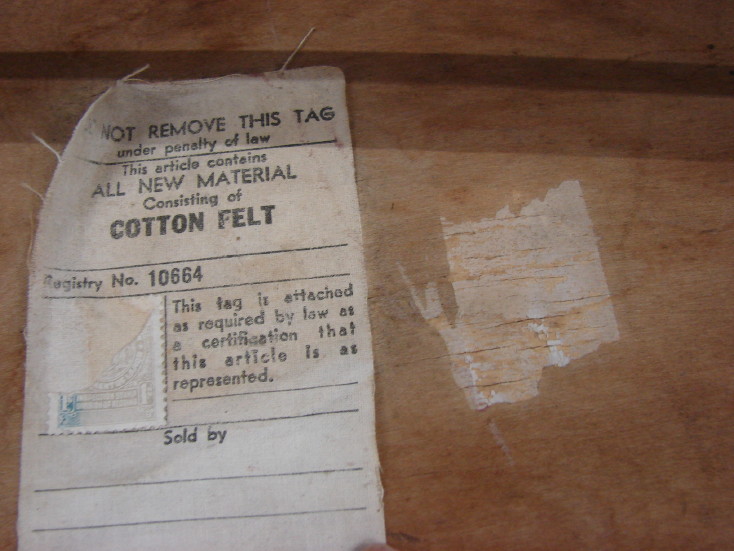 NOT REMOVE THIS TAG
under penalty of law
This article contains
ALL NEW MATERIAL
Consisting of
COTTON FELT
Registry No. 10664
This tag is attached
as required by law as
a certification that
this article is as
represented.
Sold by